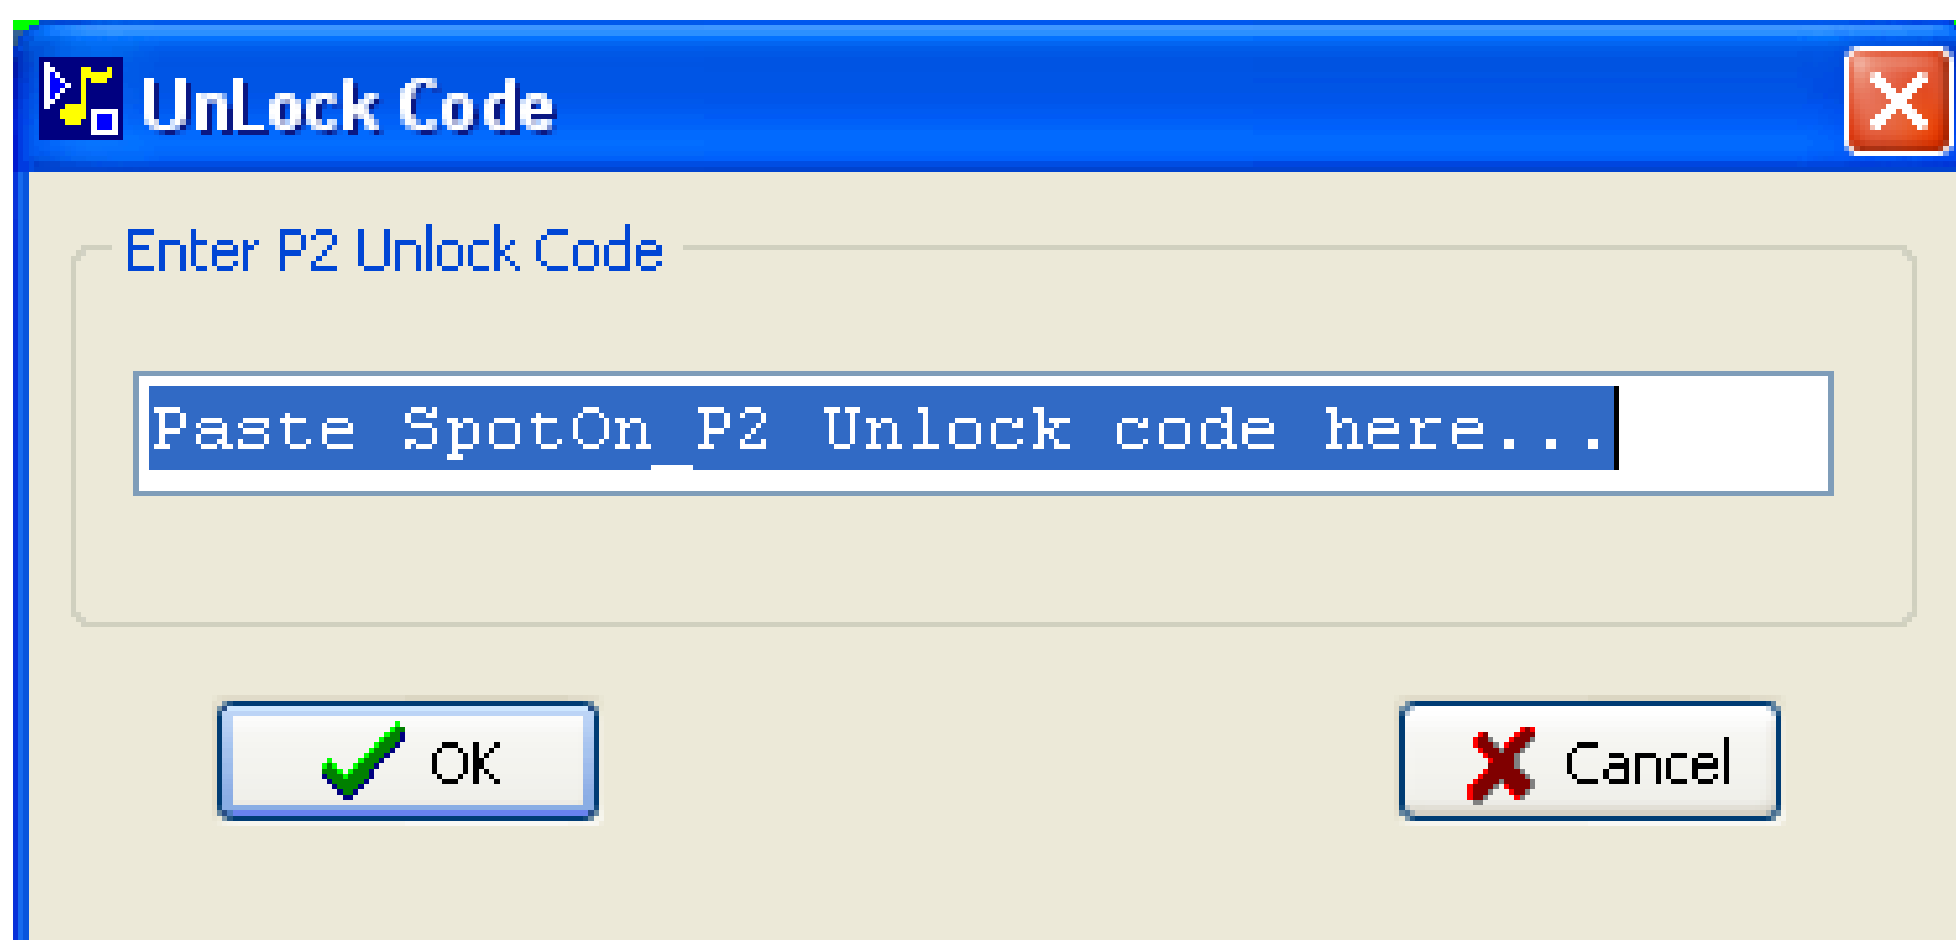 UnLock Code
Enter P2 Unlock Code
Paste SpotOn P2 Unlock code here...
OK
Cancel